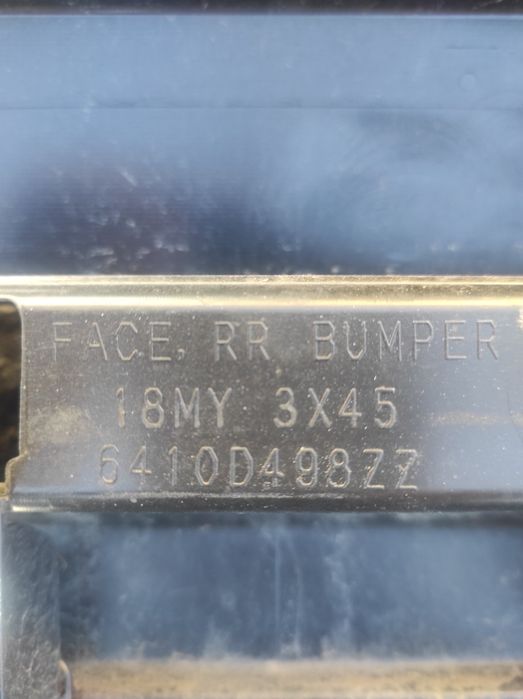 FACE, RR BUMPER
18MY 3X45
6410D498ZZ